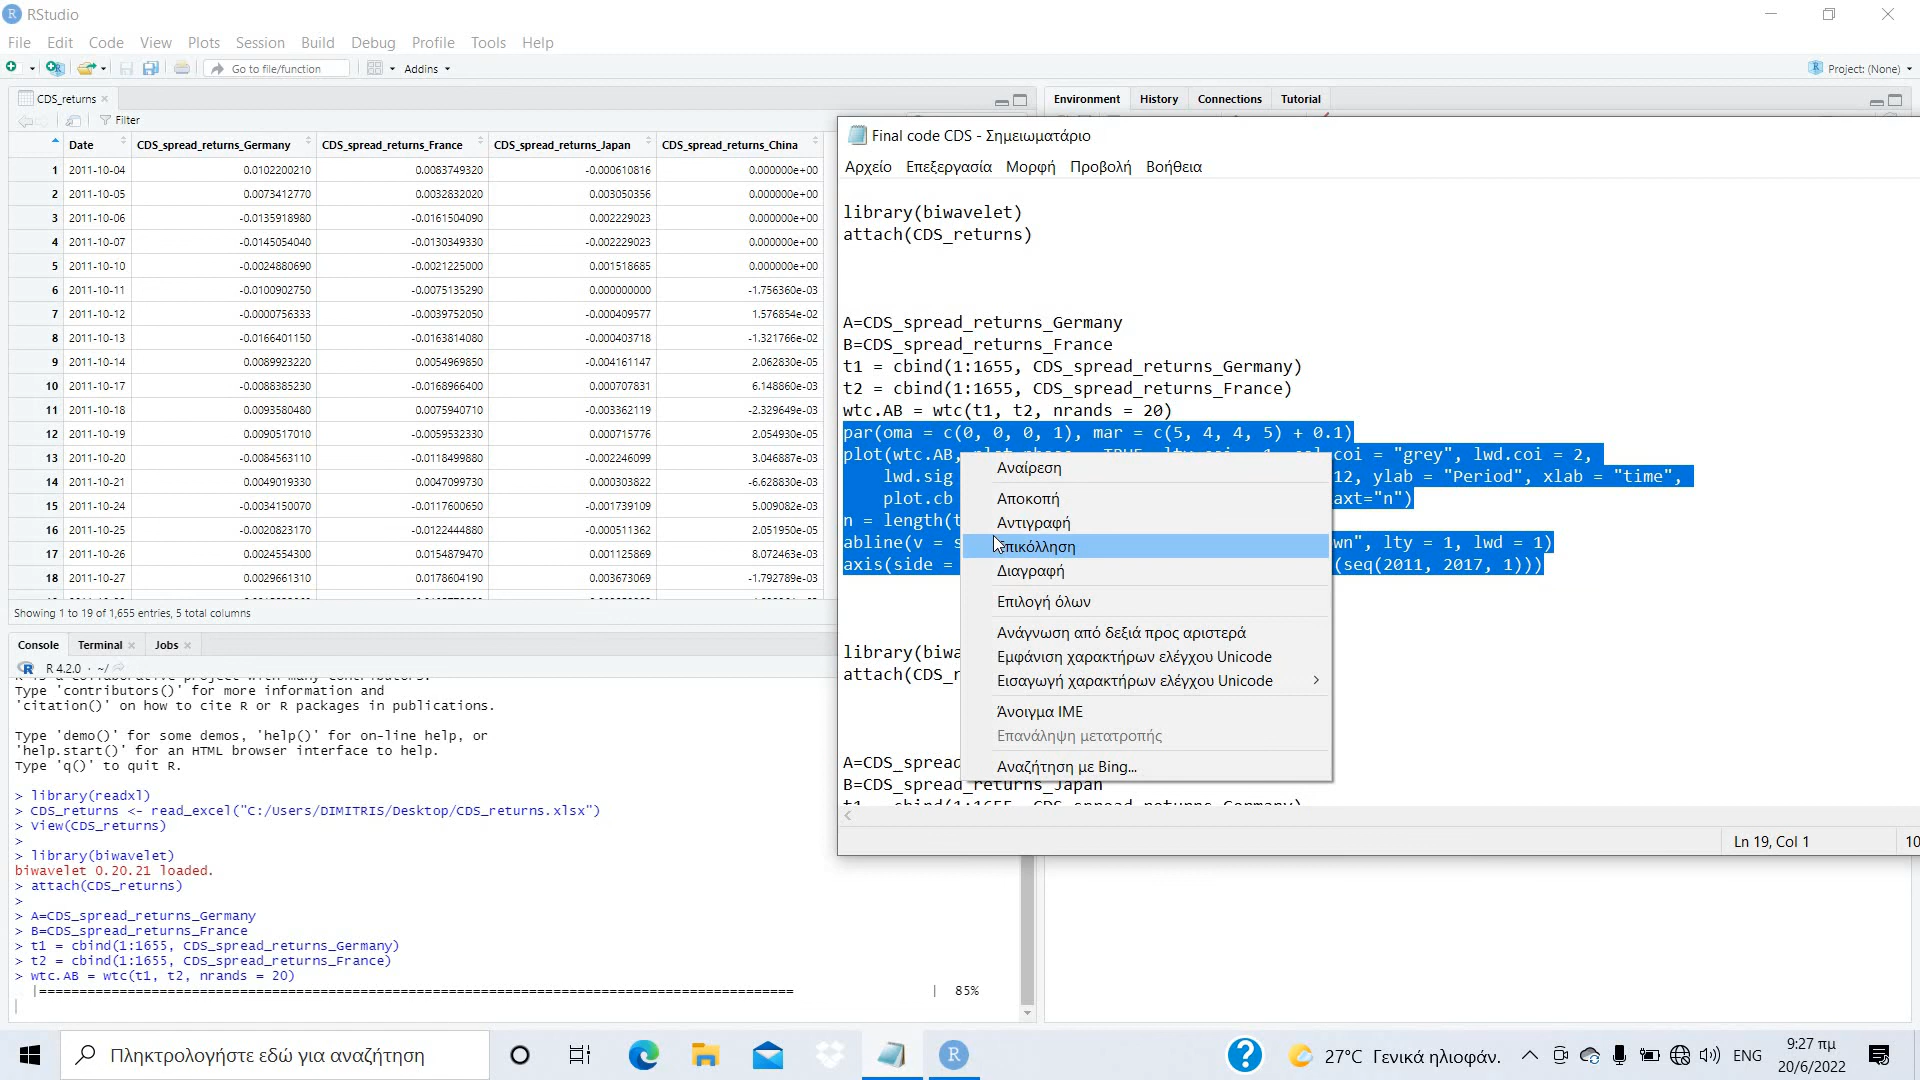 RStudio
File Edit Code View Plots Session Build Debug Profile Tools Help
Go to file/function Addins Project: (None)
CDS_returns
Filter
Date CDS_spread_returns_Germany CDS_spread_returns_France CDS_spread_returns_Japan CDS_spread_returns_China
1 2011-10-04 0.0102200210 0.0083749320 -0.000610816 0.000000e+00
2 2011-10-05 0.0073412770 0.0032832020 0.003050356 0.000000e+00
3 2011-10-06 -0.0135918980 -0.0161504090 0.002229023 0.000000e+00
4 2011-10-07 -0.0145054040 -0.0130349330 -0.002229023 0.000000e+00
5 2011-10-10 -0.0024880690 -0.0021225000 0.001518685 0.000000e+00
6 2011-10-11 -0.0100902750 -0.0075135290 0.000000000 -1.756360e-03
7 2011-10-12 -0.0000756333 -0.0039752050 -0.000409577 1.576854e-02
8 2011-10-13 -0.0166401150 -0.0163814080 -0.000403718 -1.321766e-02
9 2011-10-14 0.0089923220 0.0054969850 -0.004161147 2.062830e-05
10 2011-10-17 -0.0088385230 -0.0168966400 0.000707831 6.148860e-03
11 2011-10-18 0.0093580480 0.0075940710 -0.003362119 -2.329649e-03
12 2011-10-19 0.0090517010 -0.0059532330 0.000715776 2.054930e-05
13 2011-10-20 -0.0084563110 -0.0118499880 -0.002246099 3.046887e-03
14 2011-10-21 0.0049019330 0.0047099730 0.000303822 -6.628830e-03
15 2011-10-24 -0.0034150070 -0.0117600650 -0.001739109 5.009082e-03
16 2011-10-25 -0.0020823170 -0.0122444880 -0.000511362 2.051950e-05
17 2011-10-26 0.0024554300 0.0154879470 0.001125869 8.072463e-03
18 2011-10-27 0.0029661310 0.0178604190 0.003673069 -1.792789e-03
Showing 1 to 19 of 1,655 entries, 5 total columns
Console Terminal Jobs
R 4.2.0 · ~/
Type 'contributors()' for more information and
'citation()' on how to cite R or R packages in publications.
Type 'demo()' for some demos, 'help()' for on-line help, or
'help.start()' for an HTML browser interface to help.
Type 'q()' to quit R.
> library(readxl)
> CDS_returns <- read_excel("C:/Users/DIMITRIS/Desktop/CDS_returns.xlsx")
> View(CDS_returns)
>
> library(biwavelet)
biwavelet 0.20.21 loaded.
> attach(CDS_returns)
>
> A=CDS_spread_returns_Germany
> B=CDS_spread_returns_France
> t1 = cbind(1:1655, CDS_spread_returns_Germany)
> t2 = cbind(1:1655, CDS_spread_returns_France)
> wtc.AB = wtc(t1, t2, nrands = 20)
85%
Environment History Connections Tutorial
Final code CDS - Σημειωματάριο
Αρχείο Επεξεργασία Μορφή Προβολή Βοήθεια
library(biwavelet)
attach(CDS_returns)
A=CDS_spread_returns_Germany
B=CDS_spread_returns_France
t1 = cbind(1:1655, CDS_spread_returns_Germany)
t2 = cbind(1:1655, CDS_spread_returns_France)
wtc.AB = wtc(t1, t2, nrands = 20)
par(oma = c(0, 0, 0, 1), mar = c(5, 4, 4, 5) + 0.1)
plot(wtc.AB, coi = "grey", lwd.coi = 2,
lwd.sig 12, ylab = "Period", xlab = "time",
plot.cb axt="n")
n = length(t
abline(v = s wn", lty = 1, lwd = 1)
axis(side = (seq(2011, 2017, 1)))
library(biwa
attach(CDS_r
A=CDS_spread
B=CDS_spread_returns_Japan
t1 = cbind(1:1655, CDS_spread_returns_Germany)
Αναίρεση
Αποκοπή
Αντιγραφή
Επικόλληση
Διαγραφή
Επιλογή όλων
Ανάγνωση από δεξιά προς αριστερά
Εμφάνιση χαρακτήρων ελέγχου Unicode
Εισαγωγή χαρακτήρων ελέγχου Unicode
Άνοιγμα IME
Επανάληψη μετατροπής
Αναζήτηση με Bing...
Ln 19, Col 1 10
Πληκτρολογήστε εδώ για αναζήτηση
27°C Γενικά ηλιοφάν. ENG
9:27 πμ
20/6/2022